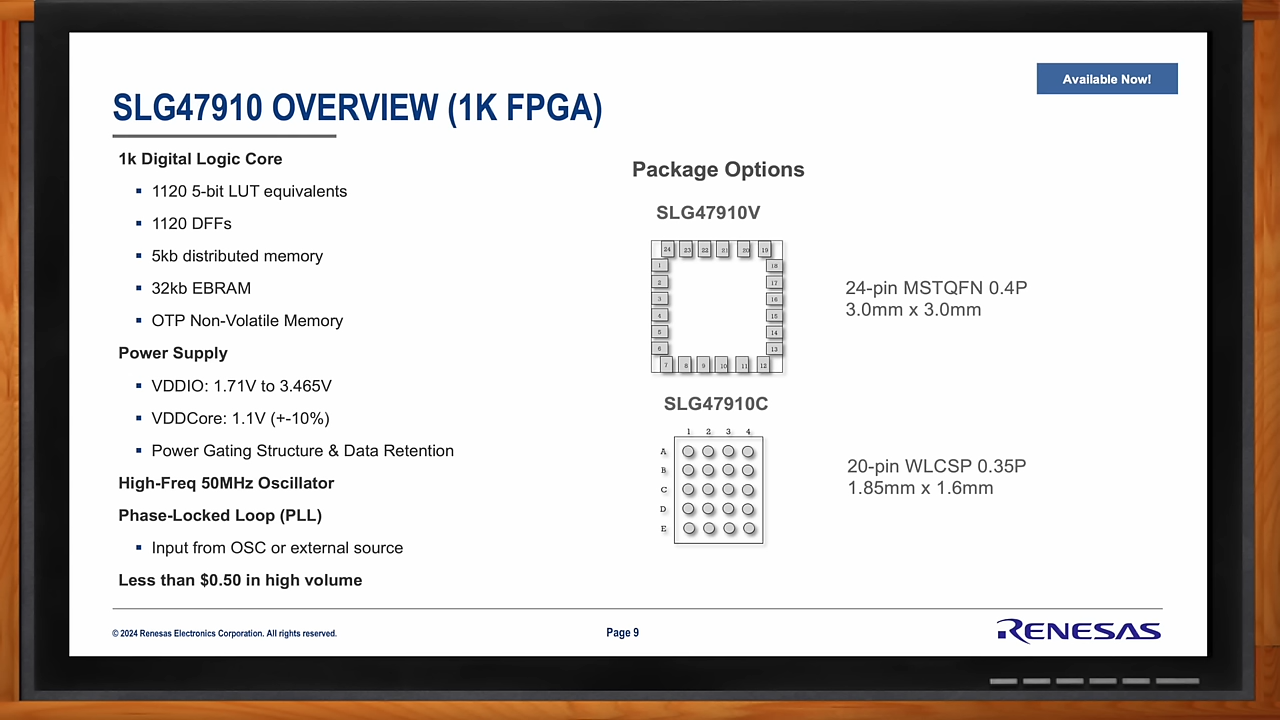 Available Now!
SLG47910 OVERVIEW (1K FPGA)
1k Digital Logic Core
▪ 1120 5-bit LUT equivalents
▪ 1120 DFFs
▪ 5kb distributed memory
▪ 32kb EBRAM
▪ OTP Non-Volatile Memory
Power Supply
▪ VDDIO: 1.71V to 3.465V
▪ VDDCore: 1.1V (+-10%)
▪ Power Gating Structure & Data Retention
High-Freq 50MHz Oscillator
Phase-Locked Loop (PLL)
▪ Input from OSC or external source
Less than $0.50 in high volume
Package Options
SLG47910V
24 23 22 21 20 19
1 18
2 17
3 16
4 15
5 14
6 13
7 8 9 10 11 12
24-pin MSTQFN 0.4P
3.0mm x 3.0mm
SLG47910C
1 2 3 4
A
B
C
D
E
20-pin WLCSP 0.35P
1.85mm x 1.6mm
© 2024 Renesas Electronics Corporation. All rights reserved.
Page 9
RENESAS